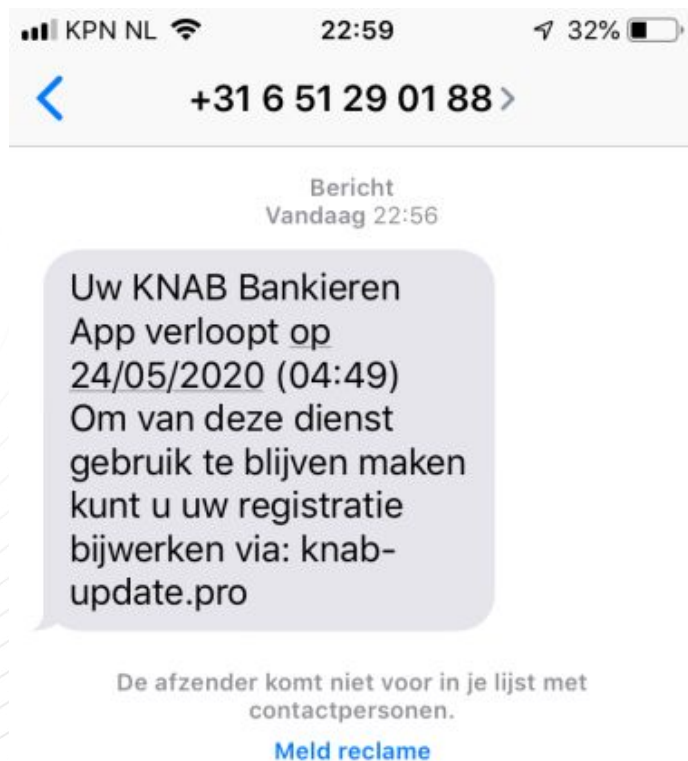 KPN NL 22:59 32%
+31 6 51 29 01 88
Bericht
Vandaag 22:56
Uw KNAB Bankieren
App verloopt op
24/05/2020 (04:49)
Om van deze dienst
gebruik te blijven maken
kunt u uw registratie
bijwerken via: knab-
update.pro
De afzender komt niet voor in je lijst met
contactpersonen.
Meld reclame